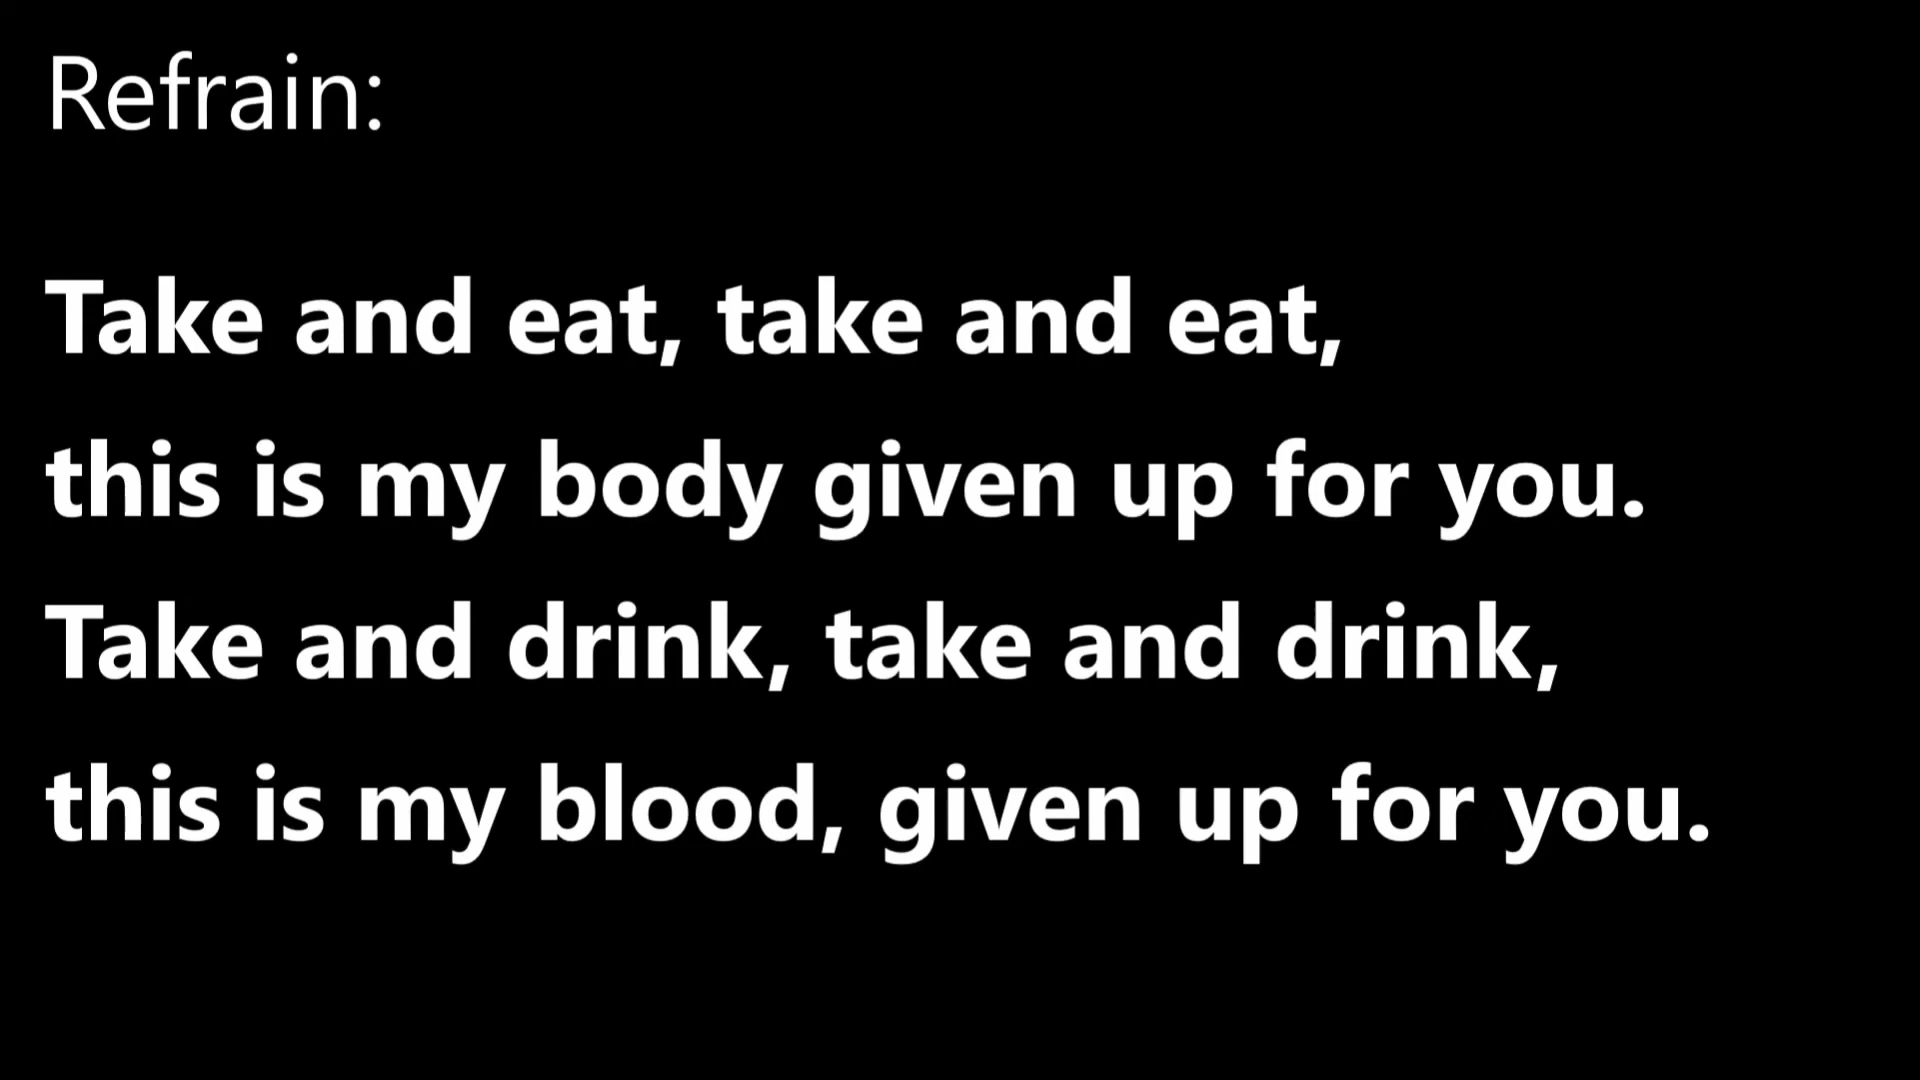 Refrain:
Take and eat, take and eat,
this is my body given up for you.
Take and drink, take and drink,
this is my blood, given up for you.